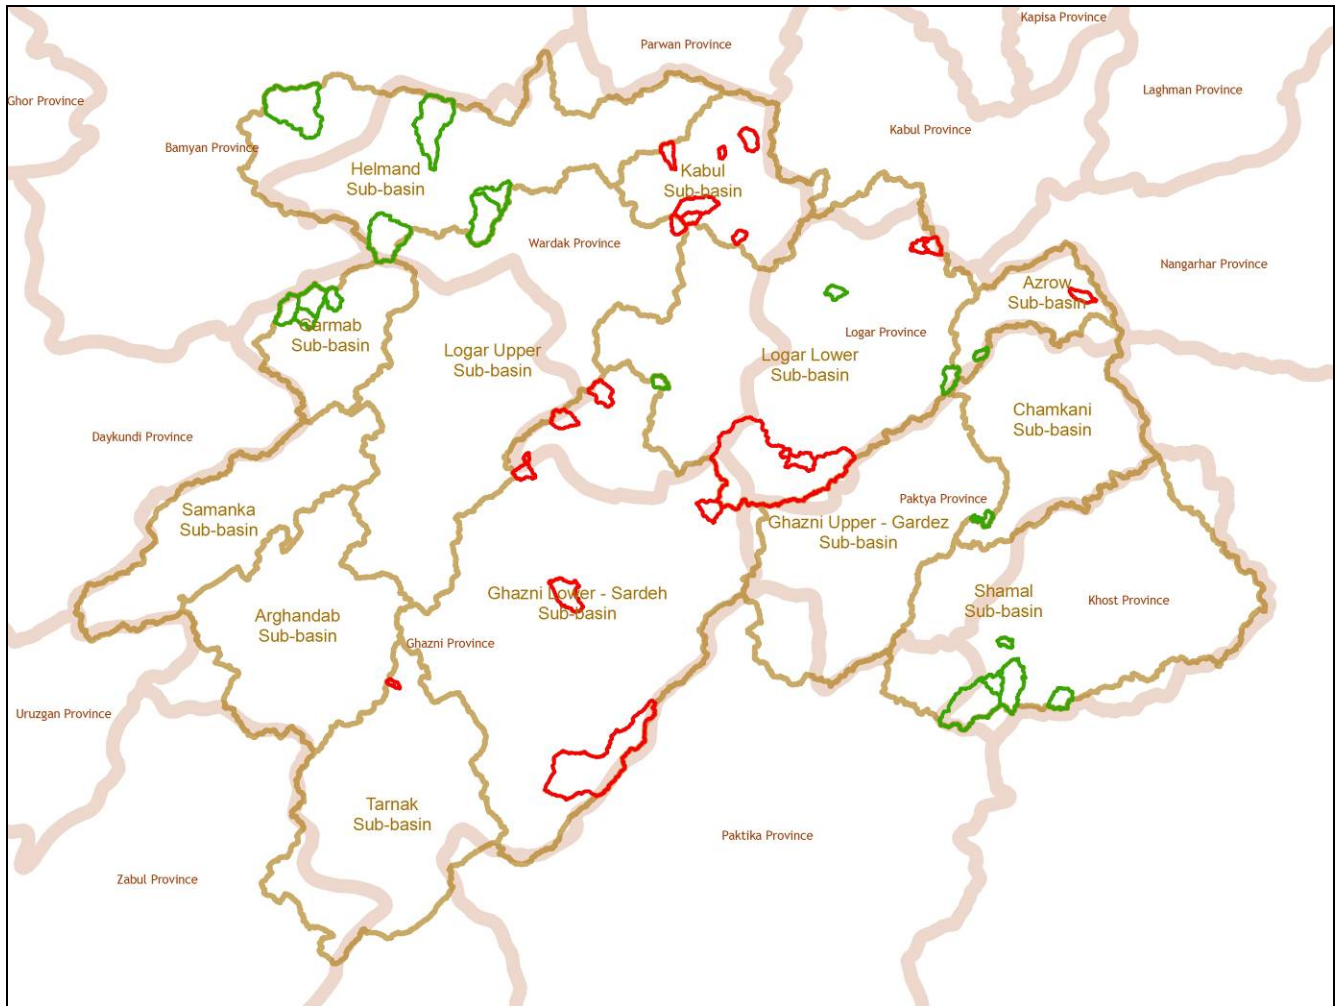 Kapisa Province
Parwan Province
Laghman Province
Ghor Province
Kabul Province
Bamyan Province
Helmand
Sub-basin
Kabul
Sub-basin
Wardak Province
Nangarhar Province
Azrow
Sub-basin
Garmab
Sub-basin
Logar Province
Logar Upper
Sub-basin
Logar Lower
Sub-basin
Chamkani
Sub-basin
Daykundi Province
Samanka
Sub-basin
Paktya Province
Ghazni Upper - Gardez
Sub-basin
Ghazni Lower - Sardeh
Sub-basin
Shamal
Sub-basin
Khost Province
Arghandab
Sub-basin
Ghazni Province
Uruzgan Province
Tarnak
Sub-basin
Paktika Province
Zabul Province